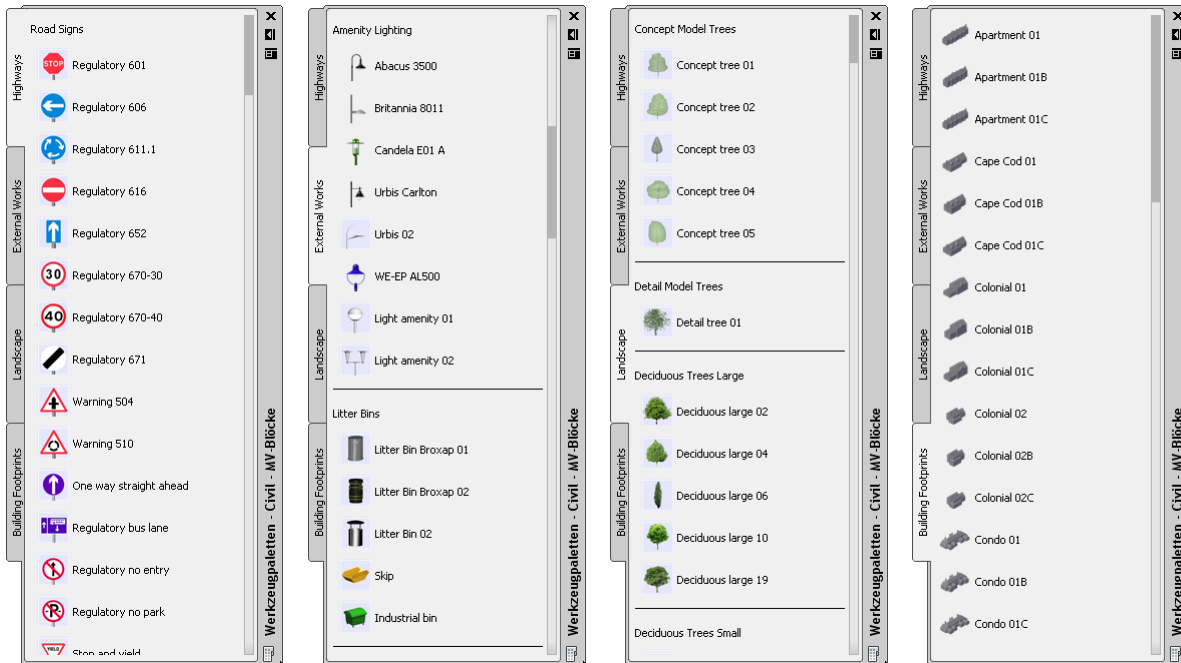 Road Signs
Regulatory 601
Regulatory 606
Regulatory 611.1
Regulatory 616
Regulatory 652
Regulatory 670-30
Regulatory 670-40
Regulatory 671
Warning 504
Warning 510
One way straight ahead
Regulatory bus lane
Regulatory no entry
Regulatory no park
Stop and yield
STOP
30
40
P
YIELD
Highways
External Works
Landscape
Building Footprints
Werkzeugpaletten - Civil - MV-Blöcke
Amenity Lighting
Abacus 3500
Britannia 8011
Candela E01 A
Urbis Carlton
Urbis 02
WE-EP AL500
Light amenity 01
Light amenity 02
Litter Bins
Litter Bin Broxap 01
Litter Bin Broxap 02
Litter Bin 02
Skip
Industrial bin
Highways
External Works
Landscape
Building Footprints
Werkzeugpaletten - Civil - MV-Blöcke
Concept Model Trees
Concept tree 01
Concept tree 02
Concept tree 03
Concept tree 04
Concept tree 05
Detail Model Trees
Detail tree 01
Deciduous Trees Large
Deciduous large 02
Deciduous large 04
Deciduous large 06
Deciduous large 10
Deciduous large 19
Deciduous Trees Small
Highways
External Works
Landscape
Building Footprints
Werkzeugpaletten - Civil - MV-Blöcke
Apartment 01
Apartment 01B
Apartment 01C
Cape Cod 01
Cape Cod 01B
Cape Cod 01C
Colonial 01
Colonial 01B
Colonial 01C
Colonial 02
Colonial 02B
Colonial 02C
Condo 01
Condo 01B
Condo 01C
Highways
External Works
Landscape
Building Footprints
Werkzeugpaletten - Civil - MV-Blöcke